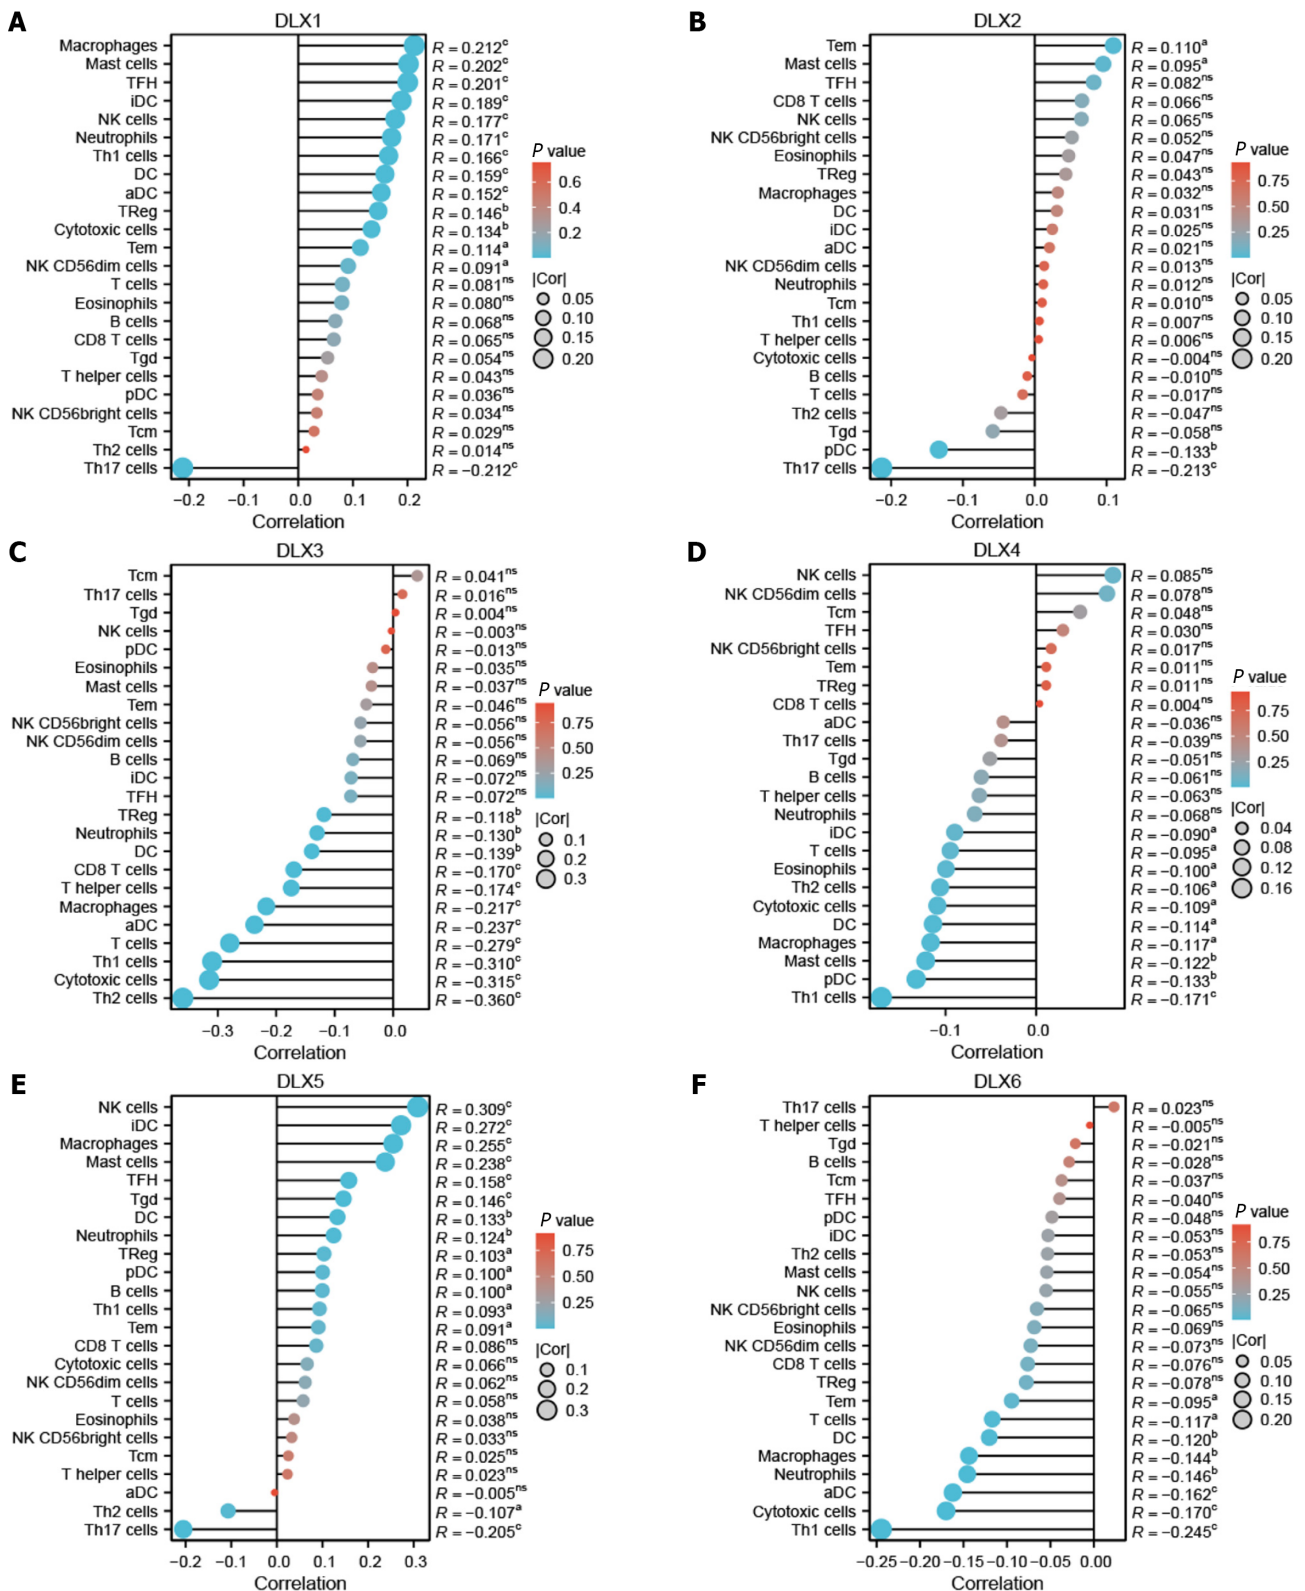 A
DLX1
Macrophages R = 0.212c
Mast cells R = 0.202c
TFH R = 0.201c
iDC R = 0.189c
NK cells R = 0.177c
Neutrophils R = 0.171c
Th1 cells R = 0.166c
DC R = 0.159c
aDC R = 0.152c
TReg R = 0.146b
Cytotoxic cells R = 0.134b
Tem R = 0.114a
NK CD56dim cells R = 0.091a
T cells R = 0.081ns
Eosinophils R = 0.080ns
B cells R = 0.068ns
CD8 T cells R = 0.065ns
Tgd R = 0.054ns
T helper cells R = 0.043ns
pDC R = 0.036ns
NK CD56bright cells R = 0.034ns
Tcm R = 0.029ns
Th2 cells R = 0.014ns
Th17 cells R = −0.212c
−0.2 −0.1 0.0 0.1 0.2
Correlation
P value
0.6
0.4
0.2
|Cor|
0.05
0.10
0.15
0.20
B
DLX2
Tem R = 0.110a
Mast cells R = 0.095a
TFH R = 0.082ns
CD8 T cells R = 0.066ns
NK cells R = 0.065ns
NK CD56bright cells R = 0.052ns
Eosinophils R = 0.047ns
TReg R = 0.043ns
Macrophages R = 0.032ns
DC R = 0.031ns
iDC R = 0.025ns
aDC R = 0.021ns
NK CD56dim cells R = 0.013ns
Neutrophils R = 0.012ns
Tcm R = 0.010ns
Th1 cells R = 0.007ns
T helper cells R = 0.006ns
Cytotoxic cells R = −0.004ns
B cells R = −0.010ns
T cells R = −0.017ns
Th2 cells R = −0.047ns
Tgd R = −0.058ns
pDC R = −0.133b
Th17 cells R = −0.213c
−0.2 −0.1 0.0 0.1
Correlation
P value
0.75
0.50
0.25
|Cor|
0.05
0.10
0.15
0.20
C
DLX3
Tcm R = 0.041ns
Th17 cells R = 0.016ns
Tgd R = 0.004ns
NK cells R = −0.003ns
pDC R = −0.013ns
Eosinophils R = −0.035ns
Mast cells R = −0.037ns
Tem R = −0.046ns
NK CD56bright cells R = −0.056ns
NK CD56dim cells R = −0.056ns
B cells R = −0.069ns
iDC R = −0.072ns
TFH R = −0.072ns
TReg R = −0.118b
Neutrophils R = −0.130b
DC R = −0.139b
CD8 T cells R = −0.170c
T helper cells R = −0.174c
Macrophages R = −0.217c
aDC R = −0.237c
T cells R = −0.279c
Th1 cells R = −0.310c
Cytotoxic cells R = −0.315c
Th2 cells R = −0.360c
−0.3 −0.2 −0.1 0.0
Correlation
P value
0.75
0.50
0.25
|Cor|
0.1
0.2
0.3
D
DLX4
NK cells R = 0.085ns
NK CD56dim cells R = 0.078ns
Tcm R = 0.048ns
TFH R = 0.030ns
NK CD56bright cells R = 0.017ns
Tem R = 0.011ns
TReg R = 0.011ns
CD8 T cells R = 0.004ns
aDC R = −0.036ns
Th17 cells R = −0.039ns
Tgd R = −0.051ns
B cells R = −0.061ns
T helper cells R = −0.063ns
Neutrophils R = −0.068ns
iDC R = −0.090a
T cells R = −0.095a
Eosinophils R = −0.100a
Th2 cells R = −0.106a
Cytotoxic cells R = −0.109a
DC R = −0.114a
Macrophages R = −0.117a
Mast cells R = −0.122b
pDC R = −0.133b
Th1 cells R = −0.171c
−0.1 0.0
Correlation
P value
0.75
0.50
0.25
|Cor|
0.04
0.08
0.12
0.16
E
DLX5
NK cells R = 0.309c
iDC R = 0.272c
Macrophages R = 0.255c
Mast cells R = 0.238c
TFH R = 0.158c
Tgd R = 0.146c
DC R = 0.133b
Neutrophils R = 0.124b
TReg R = 0.103a
pDC R = 0.100a
B cells R = 0.100a
Th1 cells R = 0.093a
Tem R = 0.091a
CD8 T cells R = 0.086ns
Cytotoxic cells R = 0.066ns
NK CD56dim cells R = 0.062ns
T cells R = 0.058ns
Eosinophils R = 0.038ns
NK CD56bright cells R = 0.033ns
Tcm R = 0.025ns
T helper cells R = 0.023ns
aDC R = −0.005ns
Th2 cells R = −0.107a
Th17 cells R = −0.205c
−0.2 −0.1 0.0 0.1 0.2 0.3
Correlation
P value
0.75
0.50
0.25
|Cor|
0.1
0.2
0.3
F
DLX6
Th17 cells R = 0.023ns
T helper cells R = −0.005ns
Tgd R = −0.021ns
B cells R = −0.028ns
Tcm R = −0.037ns
TFH R = −0.040ns
pDC R = −0.048ns
iDC R = −0.053ns
Th2 cells R = −0.053ns
Mast cells R = −0.054ns
NK cells R = −0.055ns
NK CD56bright cells R = −0.065ns
Eosinophils R = −0.069ns
NK CD56dim cells R = −0.073ns
CD8 T cells R = −0.076ns
TReg R = −0.078ns
Tem R = −0.095a
T cells R = −0.117a
DC R = −0.120b
Macrophages R = −0.144b
Neutrophils R = −0.146b
aDC R = −0.162c
Cytotoxic cells R = −0.170c
Th1 cells R = −0.245c
−0.25 −0.20 −0.15 −0.10 −0.05 0.00
Correlation
P value
0.75
0.50
0.25
|Cor|
0.05
0.10
0.15
0.20